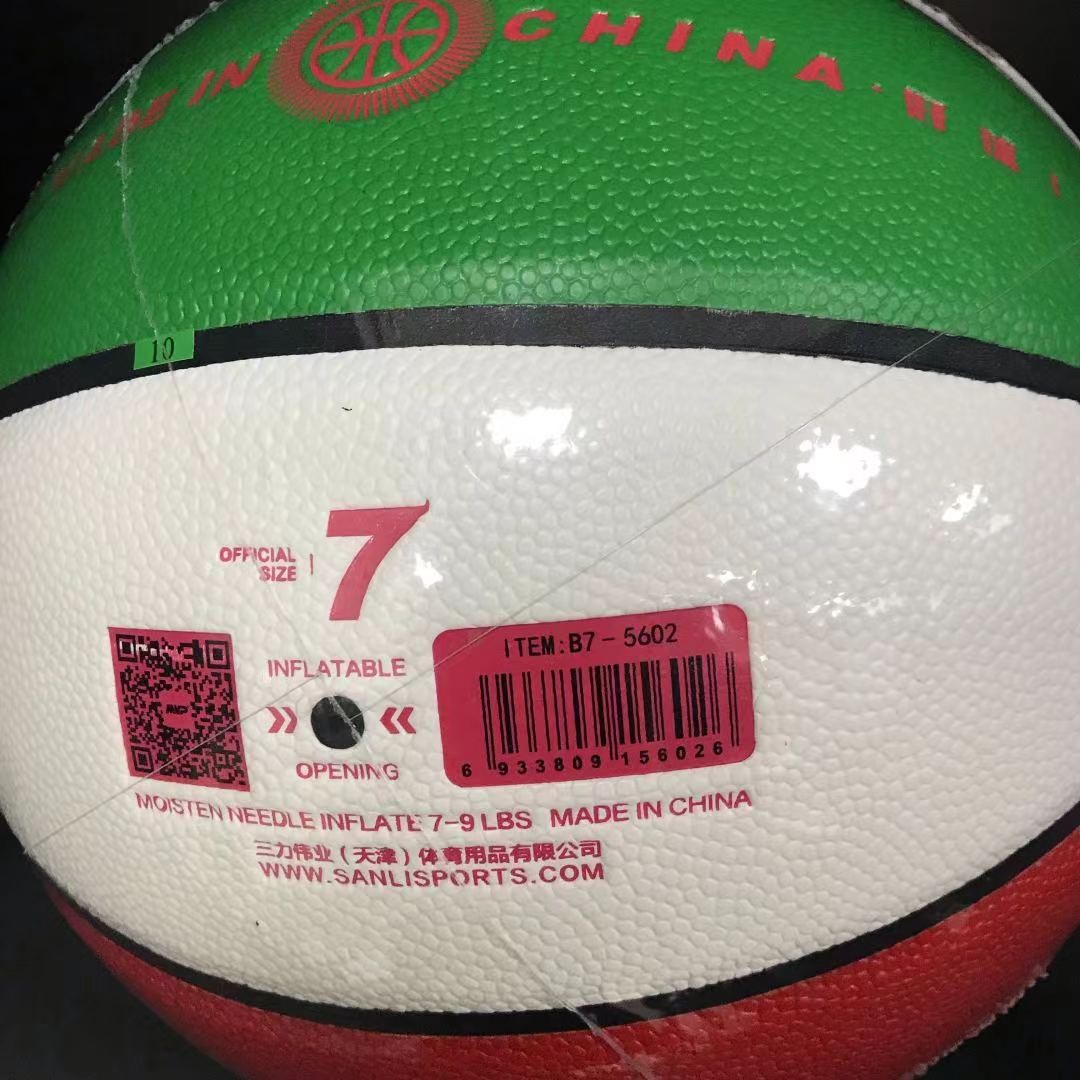 MADE IN CHINA
10
OFFICIAL
SIZE
7
ITEM:B7-5602
INFLATABLE
6 933809 156026
OPENING
MOISTEN NEEDLE INFLATE 7-9 LBS MADE IN CHINA
三力伟业（天津）体育用品有限公司
WWW.SANLISPORTS.COM